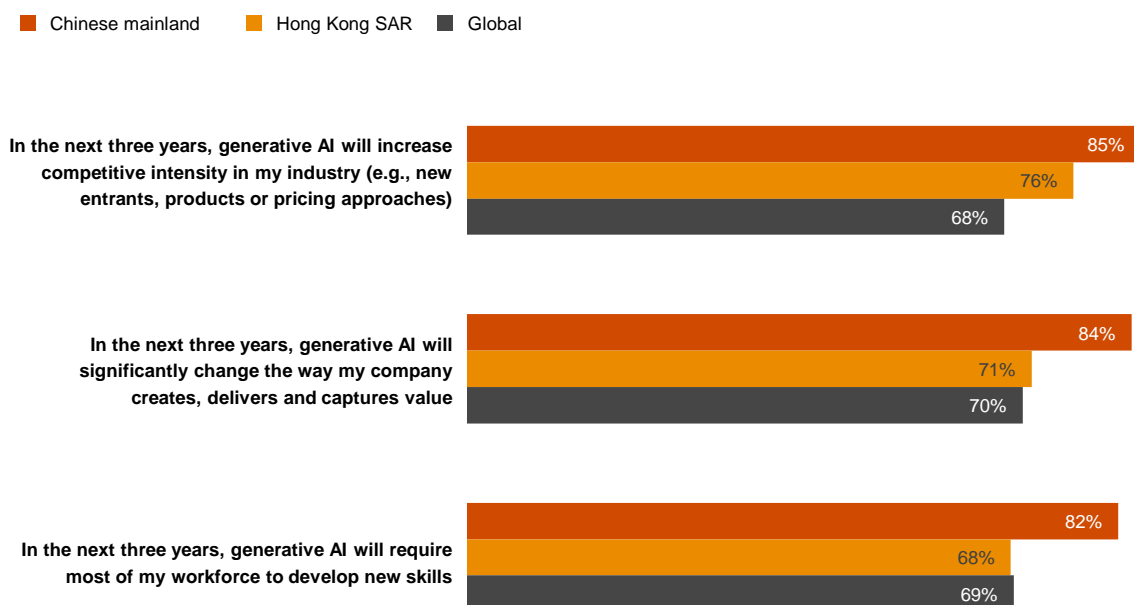 Chinese mainland Hong Kong SAR Global
In the next three years, generative AI will increase
competitive intensity in my industry (e.g., new
entrants, products or pricing approaches)
85%
76%
68%
In the next three years, generative AI will
significantly change the way my company
creates, delivers and captures value
84%
71%
70%
In the next three years, generative AI will require
most of my workforce to develop new skills
82%
68%
69%